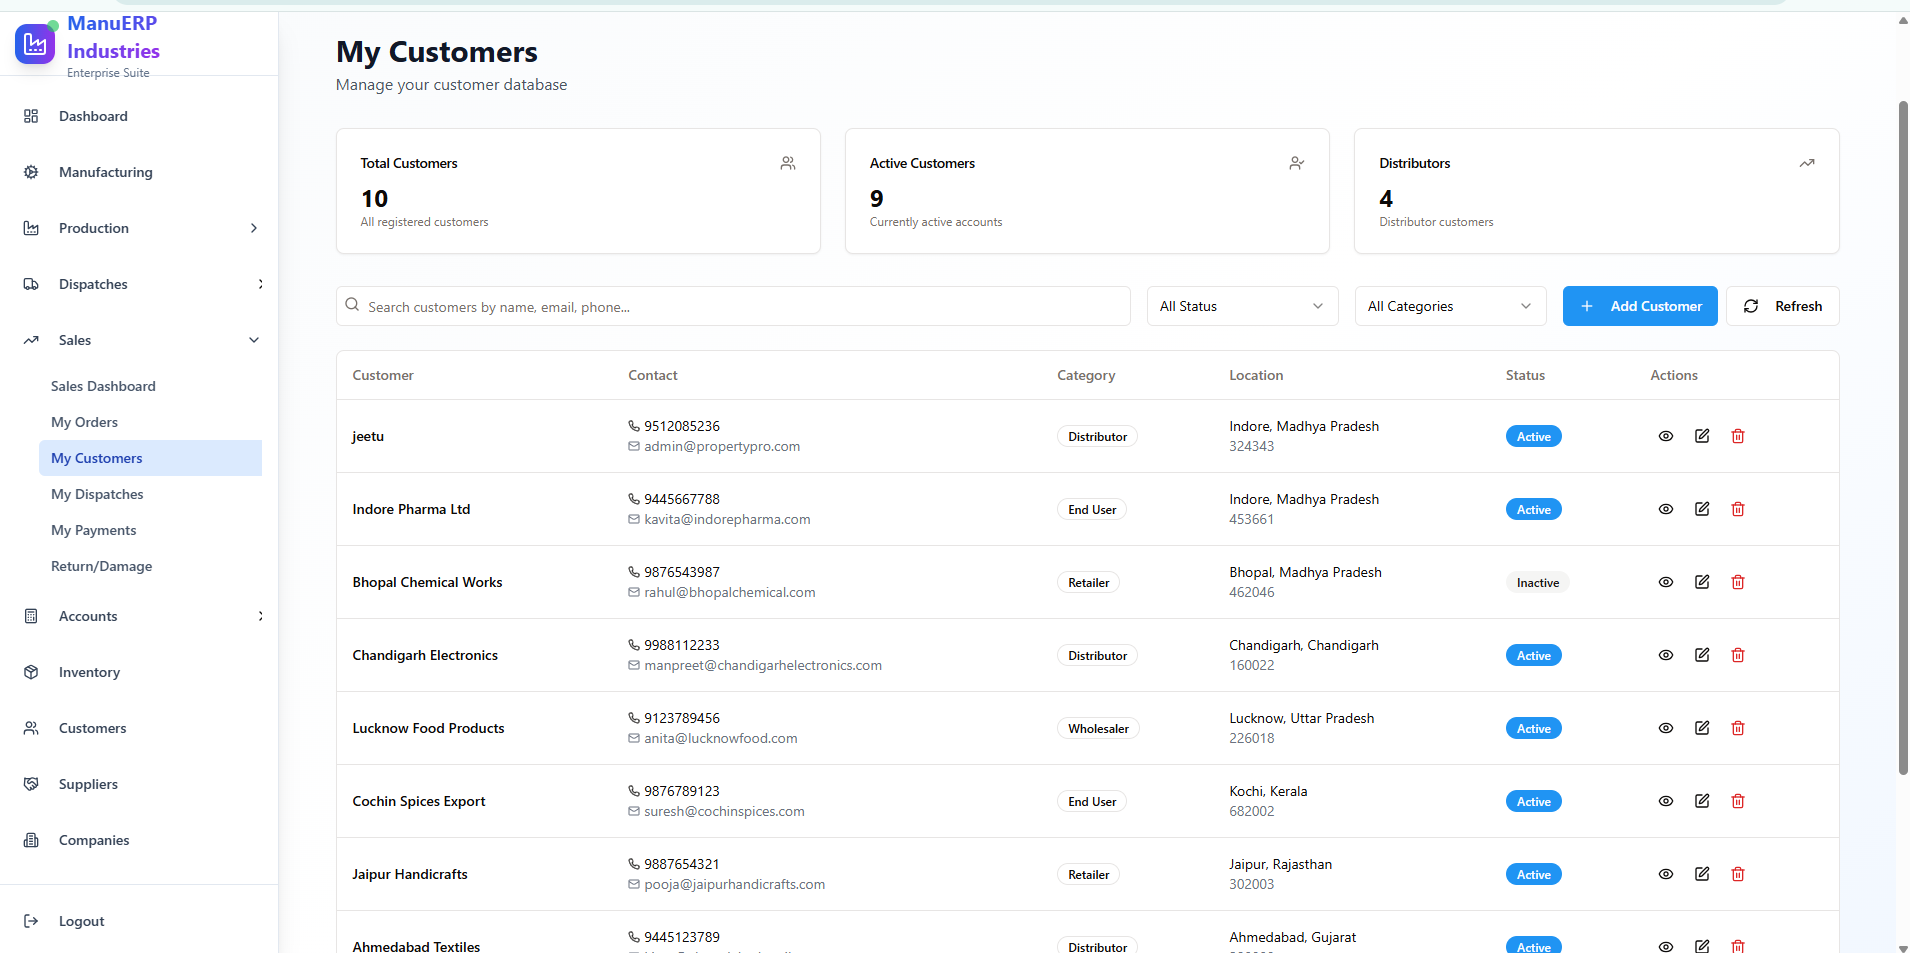 ManuERP
Industries
Enterprise Suite
Dashboard
Manufacturing
Production
Dispatches
Sales
Sales Dashboard
My Orders
My Customers
My Dispatches
My Payments
Return/Damage
Accounts
Inventory
Customers
Suppliers
Companies
Logout
My Customers
Manage your customer database
Total Customers
10
All registered customers
Active Customers
9
Currently active accounts
Distributors
4
Distributor customers
Search customers by name, email, phone...
All Status
All Categories
Add Customer
Refresh
Customer Contact Category Location Status Actions
jeetu
9512085236
admin@propertypro.com
Distributor
Indore, Madhya Pradesh
324343
Active
Indore Pharma Ltd
9445667788
kavita@indorepharma.com
End User
Indore, Madhya Pradesh
453661
Active
Bhopal Chemical Works
9876543987
rahul@bhopalchemical.com
Retailer
Bhopal, Madhya Pradesh
462046
Inactive
Chandigarh Electronics
9988112233
manpreet@chandigarhelectronics.com
Distributor
Chandigarh, Chandigarh
160022
Active
Lucknow Food Products
9123789456
anita@lucknowfood.com
Wholesaler
Lucknow, Uttar Pradesh
226018
Active
Cochin Spices Export
9876789123
suresh@cochinspices.com
End User
Kochi, Kerala
682002
Active
Jaipur Handicrafts
9887654321
pooja@jaipurhandicrafts.com
Retailer
Jaipur, Rajasthan
302003
Active
Ahmedabad Textiles
9445123789
Distributor
Ahmedabad, Gujarat
Active